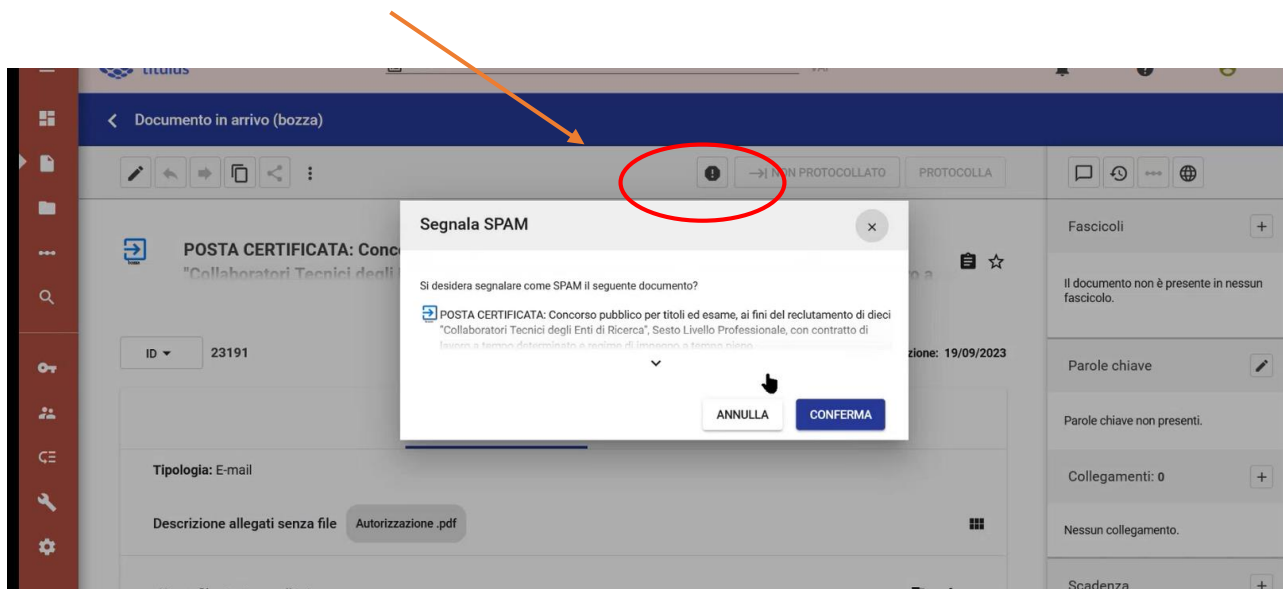 titulus
Documento in arrivo (bozza)
NON PROTOCOLLATO
PROTOCOLLA
Segnala SPAM
Fascicoli
POSTA CERTIFICATA: Conco
"Collaboratori Tecnici degli
o a
Si desidera segnalare come SPAM il seguente documento?
Il documento non è presente in nessun
fascicolo.
POSTA CERTIFICATA: Concorso pubblico per titoli ed esame, ai fini del reclutamento di dieci
"Collaboratori Tecnici degli Enti di Ricerca", Sesto Livello Professionale, con contratto di
lavoro a tempo determinato e regime di impegno a tempo pieno
ID
23191
zione: 19/09/2023
Parole chiave
ANNULLA
CONFERMA
Parole chiave non presenti.
Tipologia: E-mail
Collegamenti: 0
Descrizione allegati senza file
Autorizzazione .pdf
Nessun collegamento.
Scadenza